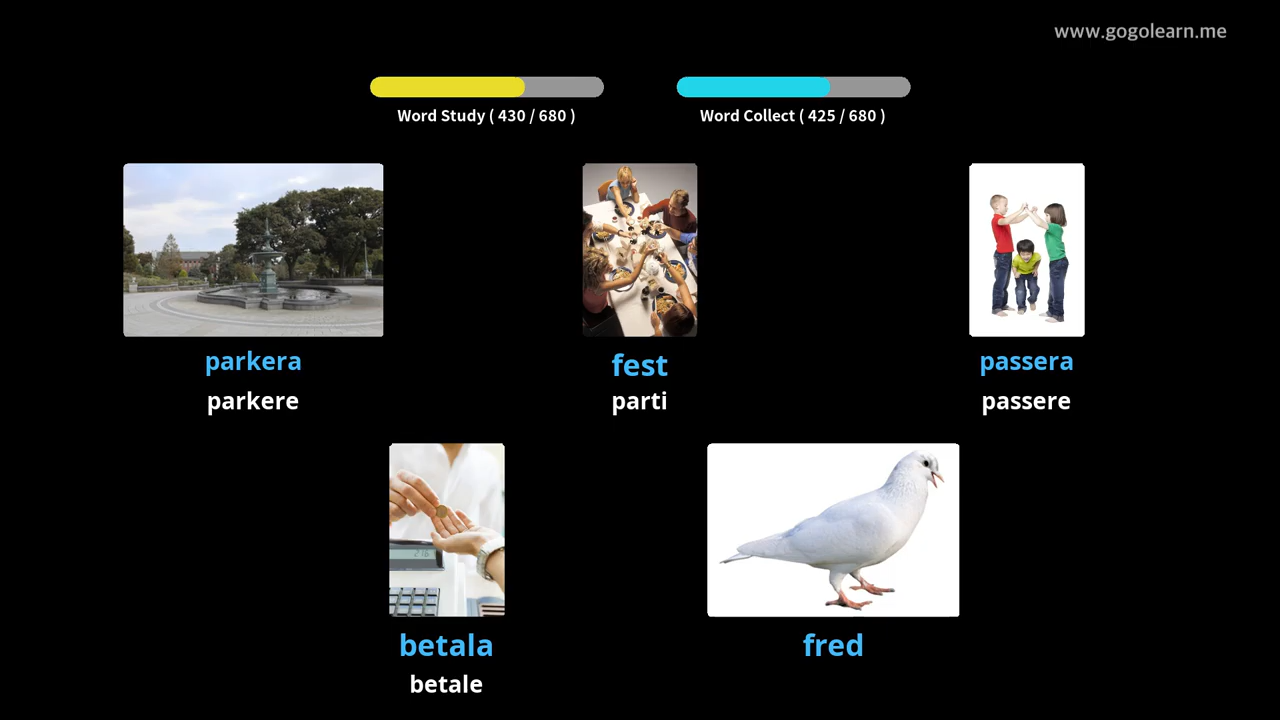 www.gogolearn.me
Word Study ( 430 / 680 )
Word Collect ( 425 / 680 )
parkera
parkere
fest
parti
passera
passere
betala
betale
fred